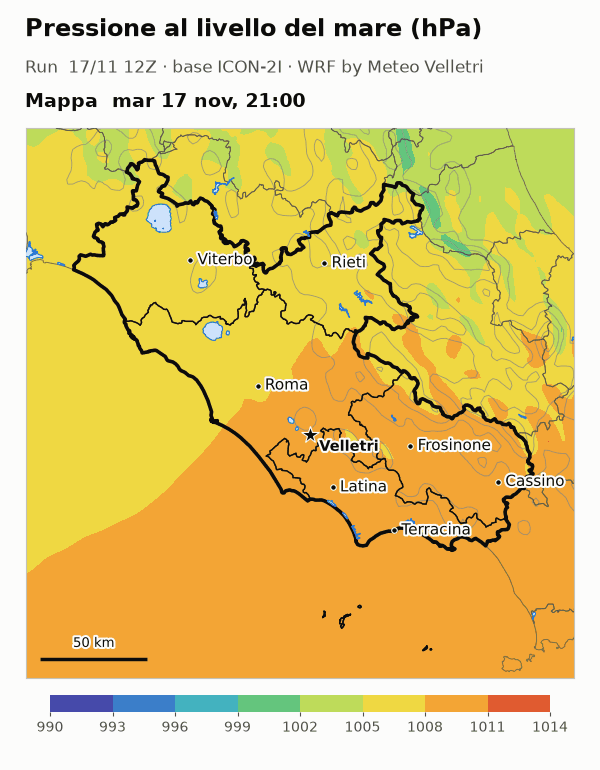 Pressione al livello del mare (hPa)
Run  17/11 12Z · base ICON-2I · WRF by Meteo Velletri
Mappa  mar 17 nov, 21:00
Viterbo
Rieti
Roma
Velletri
Frosinone
Cassino
Latina
Terracina
50 km
990 993 996 999 1002 1005 1008 1011 1014